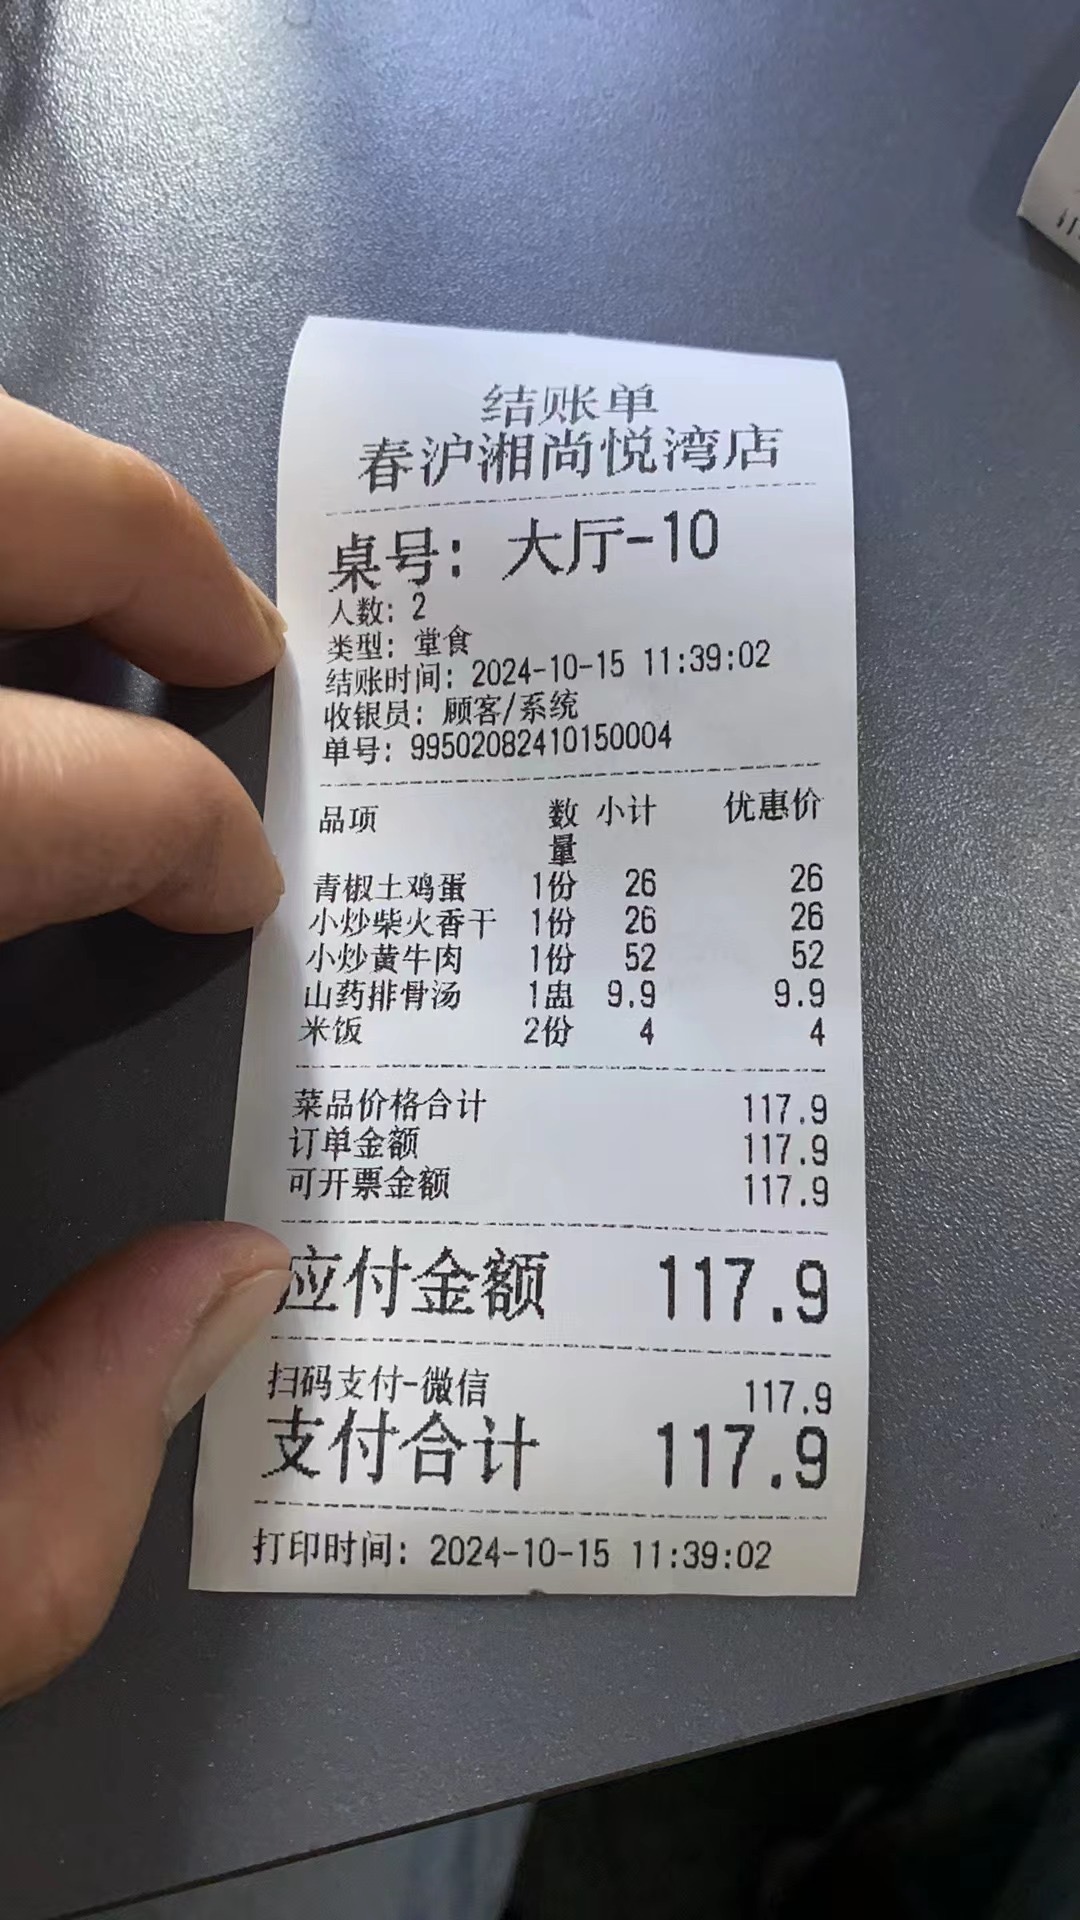 结账单
春沪湘尚悦湾店
桌号：大厅-10
人数：2
类型：堂食
结账时间：2024-10-15 11:39:02
收银员：顾客/系统
单号：99502082410150004
品项 数量 小计 优惠价
青椒土鸡蛋 1份 26 26
小炒柴火香干 1份 26 26
小炒黄牛肉 1份 52 52
山药排骨汤 1盅 9.9 9.9
米饭 2份 4 4
菜品价格合计 117.9
订单金额 117.9
可开票金额 117.9
应付金额 117.9
扫码支付-微信 117.9
支付合计 117.9
打印时间：2024-10-15 11:39:02